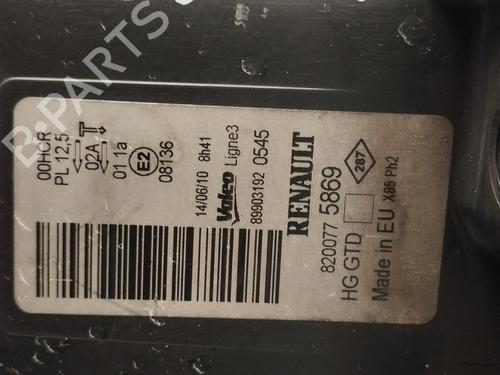 00HCR
PL 12,5
02A
01 1a
E2
08136
14/06/10 8h41
Valeo Ligne3
89903192 0545
RENAULT
820077 5869
HG GTD
Made in EU X85 Ph2
287
B-PARTS